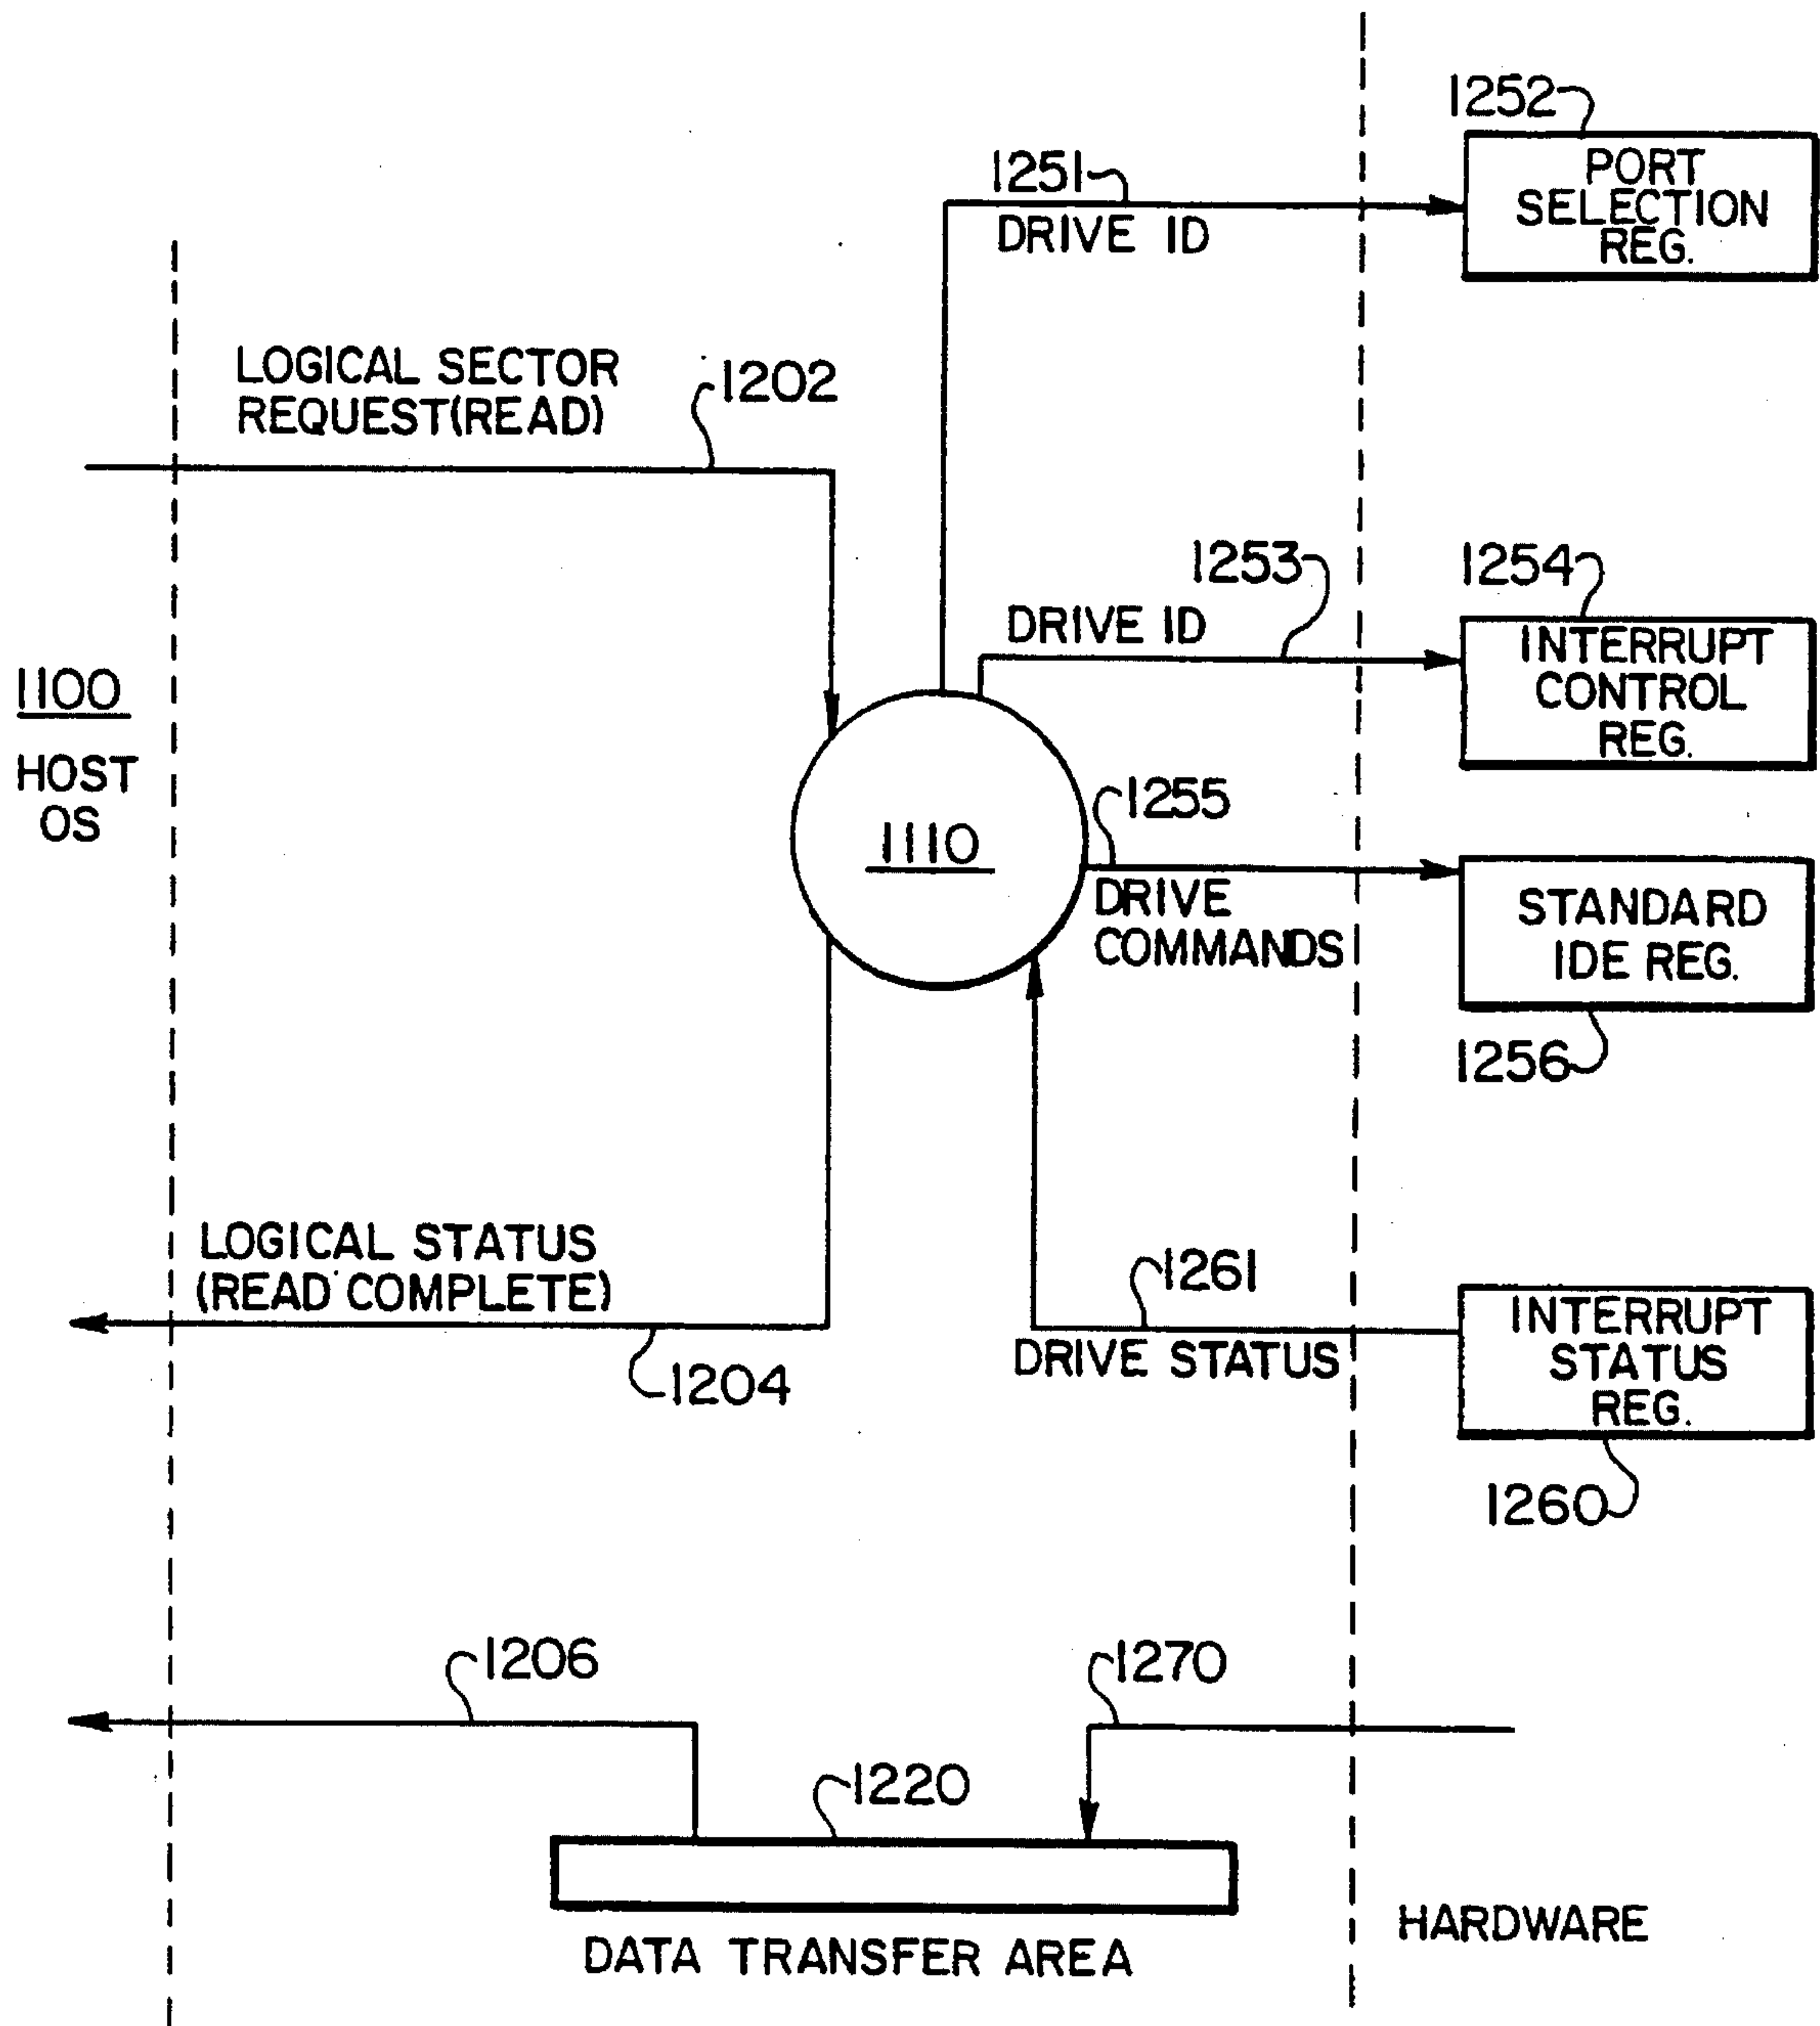 1252
PORT
SELECTION
REG.
1251
DRIVE ID
LOGICAL SECTOR
REQUEST(READ)
1202
1253
DRIVE ID
1254
INTERRUPT
CONTROL
REG.
1100
HOST
OS
1110
1255
DRIVE
COMMANDS
STANDARD
IDE REG.
1256
LOGICAL STATUS
(READ COMPLETE)
1204
1261
DRIVE STATUS
INTERRUPT
STATUS
REG.
1260
1206
1270
1220
DATA TRANSFER AREA
HARDWARE